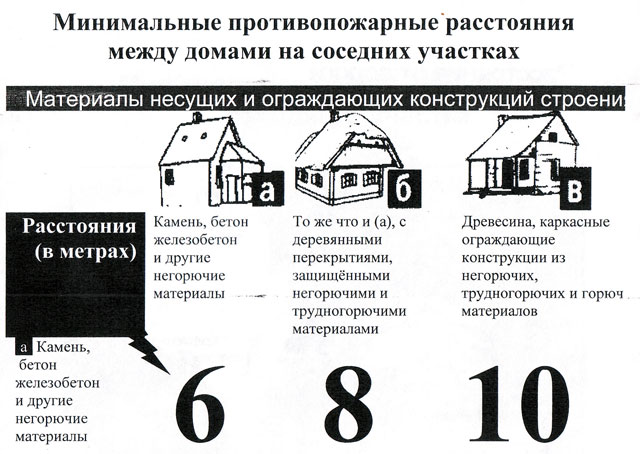 Минимальные противопожарные расстояния
между домами на соседних участках
Материалы несущих и ограждающих конструкций строени
а
б
в
Расстояния
(в метрах)
Камень, бетон
железобетон
и другие
негорючие
материалы
То же что и (а), с
деревянными
перекрытиями,
защищёнными
негорючими и
трудногорючими
материалами
Древесина, каркасные
ограждающие
конструкции из
негорючих,
трудногорючих и горюч
материалов
а Камень,
бетон
железобетон
и другие
негорючие
материалы
6
8
10